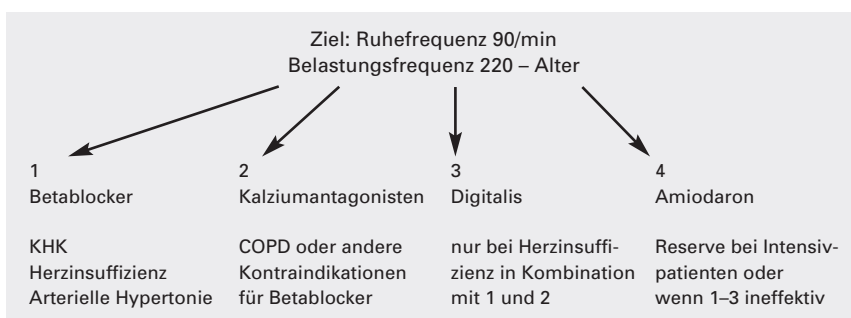 Ziel: Ruhefrequenz 90/min
Belastungsfrequenz 220 – Alter
1
Betablocker
KHK
Herzinsuffizienz
Arterielle Hypertonie
2
Kalziumantagonisten
COPD oder andere
Kontraindikationen
für Betablocker
3
Digitalis
nur bei Herzinsuffi-
zienz in Kombination
mit 1 und 2
4
Amiodaron
Reserve bei Intensiv-
patienten oder
wenn 1–3 ineffektiv